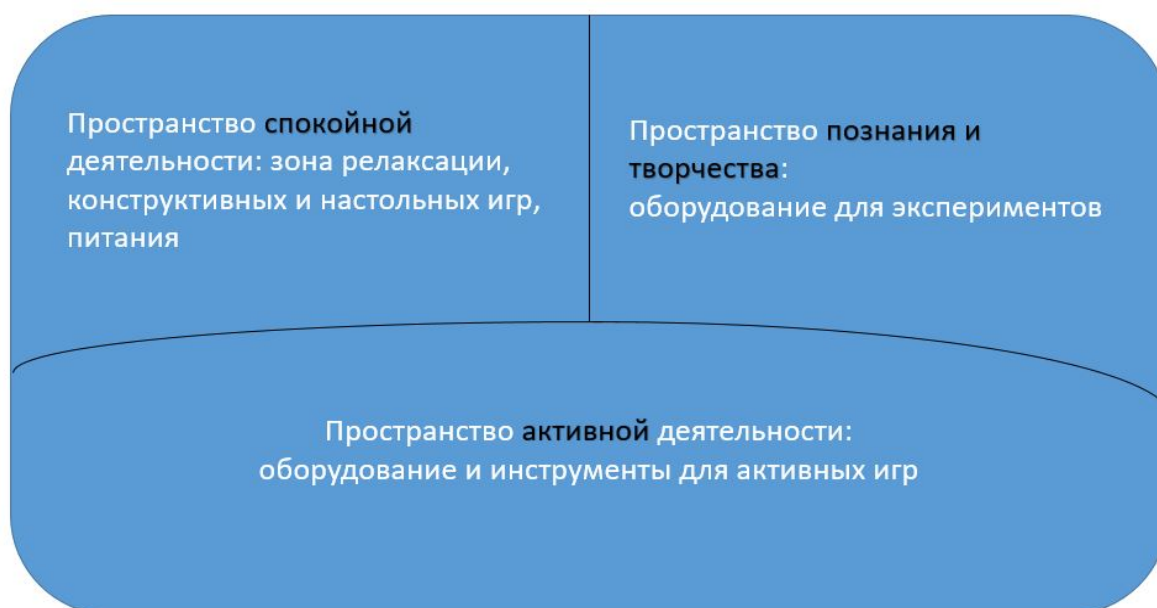 Пространство спокойной
деятельности: зона релаксации,
конструктивных и настольных игр,
питания
Пространство познания и
творчества:
оборудование для экспериментов
Пространство активной деятельности:
оборудование и инструменты для активных игр